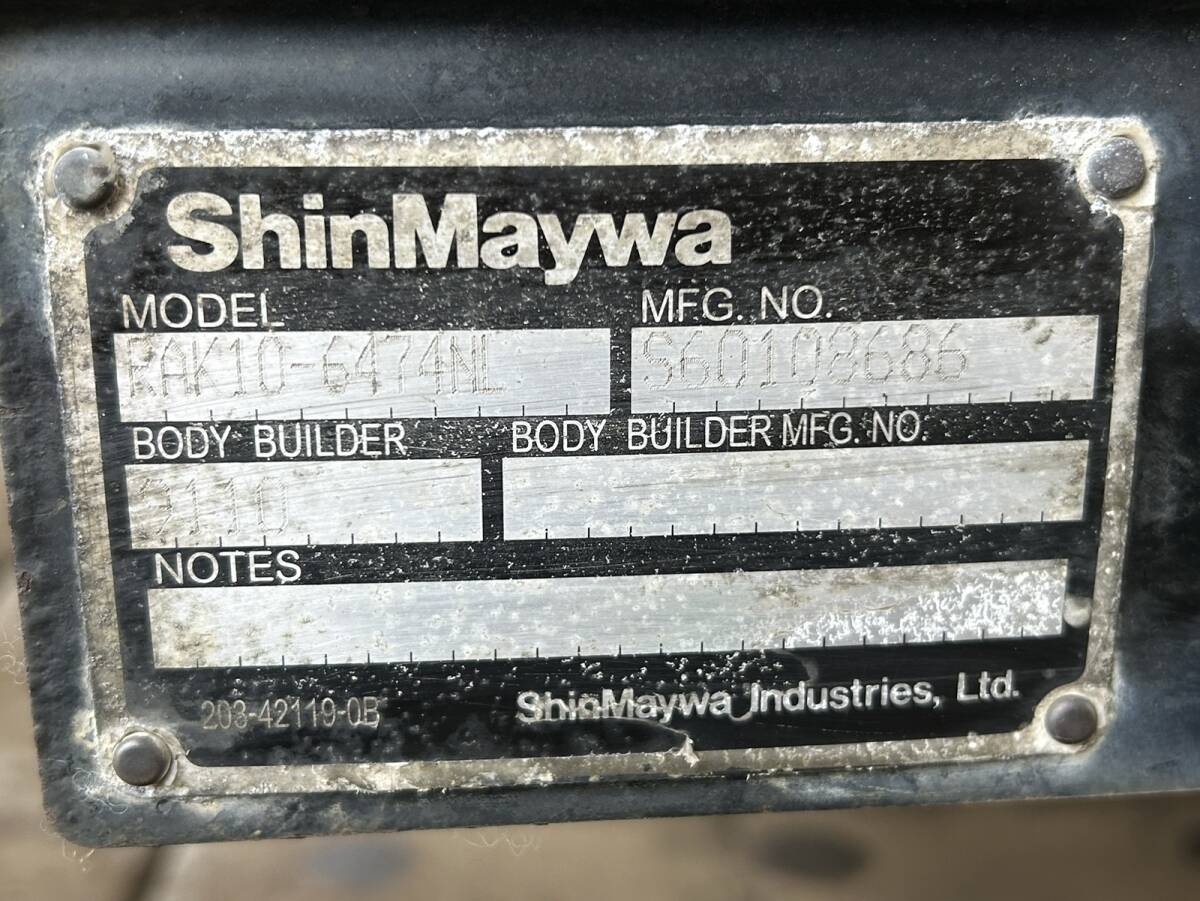 ShinMaywa
MODEL MFG. NO.
RAK10-6474NL S60108686
BODY BUILDER BODY BUILDER MFG. NO.
NOTES
203-42119-0B ShinMaywa Industries, Ltd.